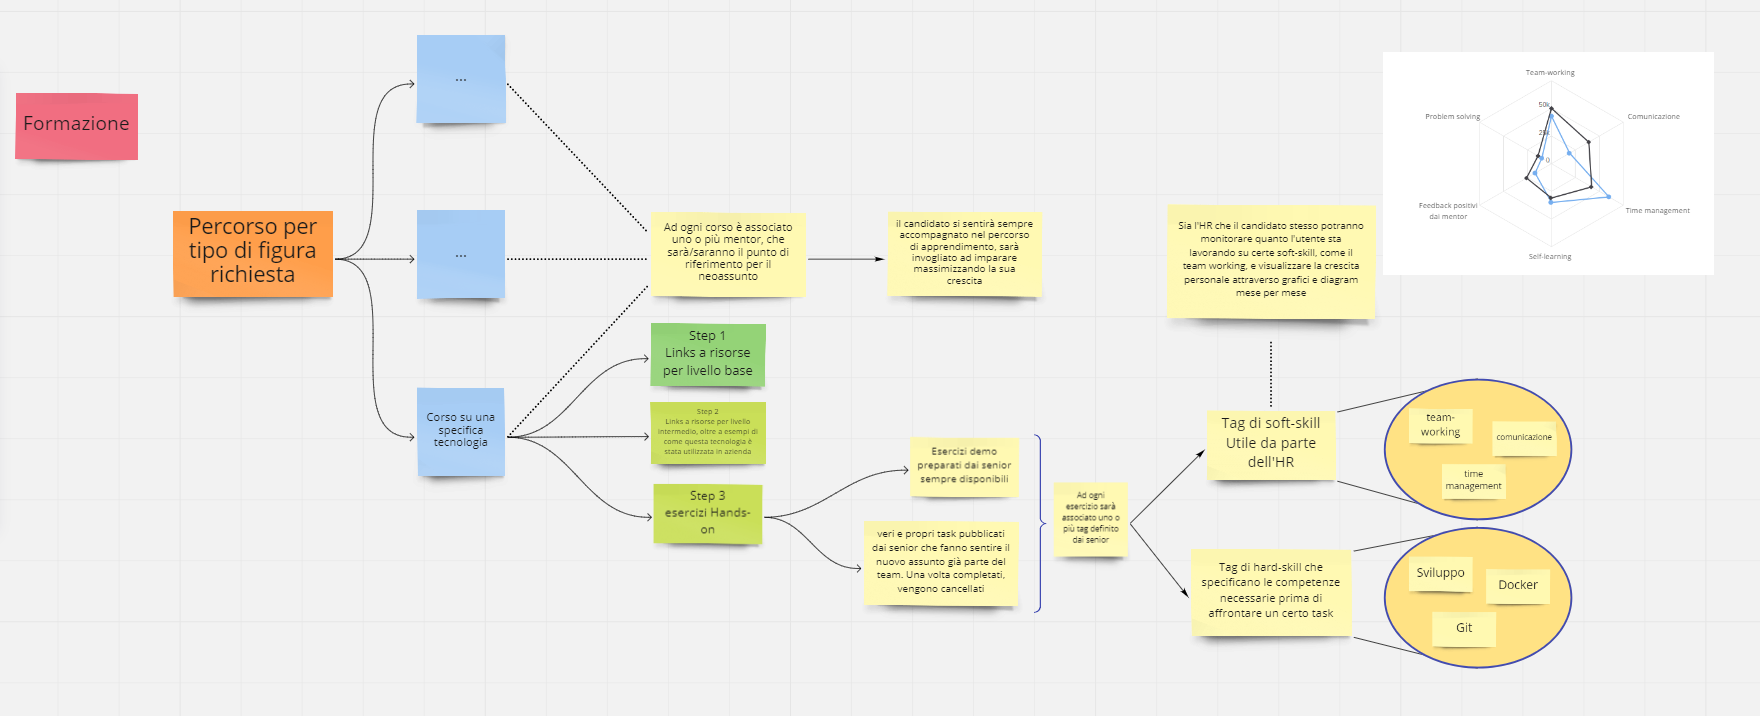 Formazione
Percorso per
tipo di figura
richiesta
...
...
Corso su una
specifica
tecnologia
Ad ogni corso è associato
uno o più mentor, che
sarà/saranno il punto di
riferimento per il
neoassunto
il candidato si sentirà sempre
accompagnato nel percorso
di apprendimento, sarà
invogliato ad imparare
massimizzando la sua
crescita
Step 1
Links a risorse
per livello base
Step 2
Links a risorse per livello
intermedio, oltre a esempi di
come questa tecnologia è
stata utilizzata in azienda
Step 3
esercizi Hands-
on
Esercizi demo
preparati dai senior
sempre disponibili
veri e propri task pubblicati
dai senior che fanno sentire il
nuovo assunto già parte del
team. Una volta completati,
vengono cancellati
Ad ogni
esercizio sarà
associato uno o
più tag definito
dai senior
Sia l'HR che il candidato stesso potranno
monitorare quanto l'utente sta
lavorando su certe soft-skill, come il
team working, e visualizzare la crescita
personale attraverso grafici e diagram
mese per mese
Tag di soft-skill
Utile da parte
dell'HR
team-
working
comunicazione
time
management
Tag di hard-skill che
specificano le competenze
necessarie prima di
affrontare un certo task
Sviluppo
Docker
Git
Team-working
50k
Problem solving
Comunicazione
25k
0
Feedback positivi
dai mentor
Time management
Self-learning